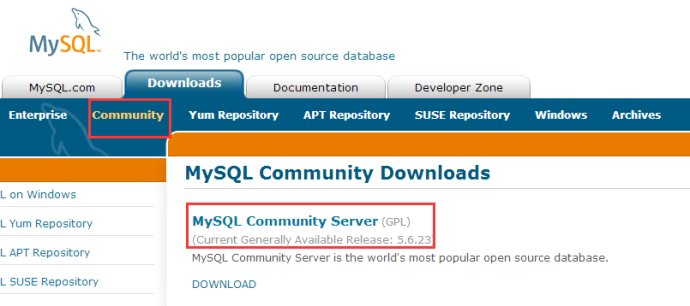 MySQL
The world's most popular open source database
MySQL.com
Downloads
Documentation
Developer Zone
Enterprise
Community
Yum Repository
APT Repository
SUSE Repository
Windows
Archives
L on Windows
L Yum Repository
L APT Repository
L SUSE Repository
MySQL Community Downloads
MySQL Community Server (GPL)
(Current Generally Available Release: 5.6.23)
MySQL Community Server is the world's most popular open source database.
DOWNLOAD